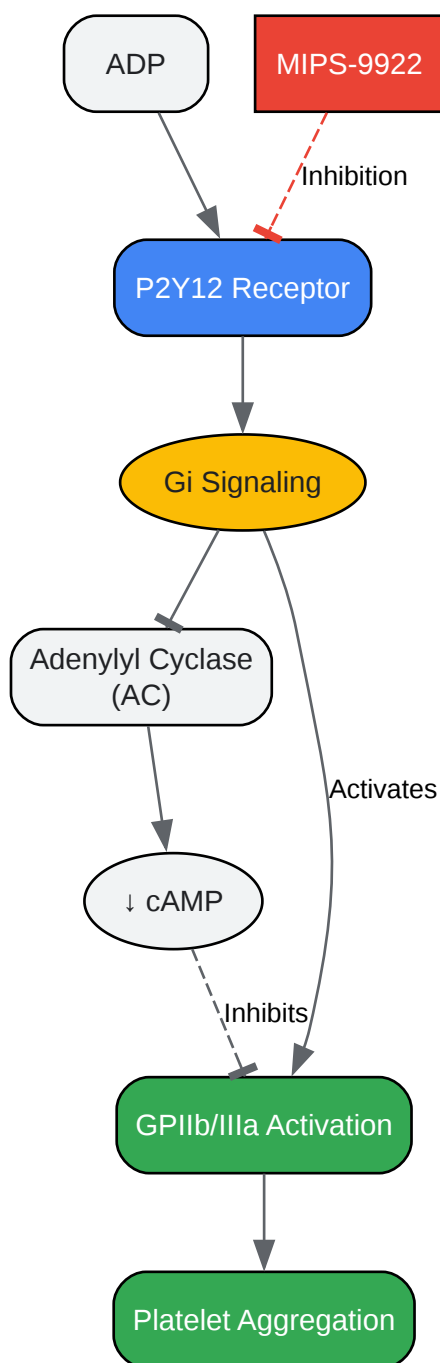 ADP
MIPS-9922
Inhibition
P2Y12 Receptor
Gi Signaling
Adenylyl Cyclase
(AC)
Activates
↓ cAMP
Inhibits
GPIIb/IIIa Activation
Platelet Aggregation